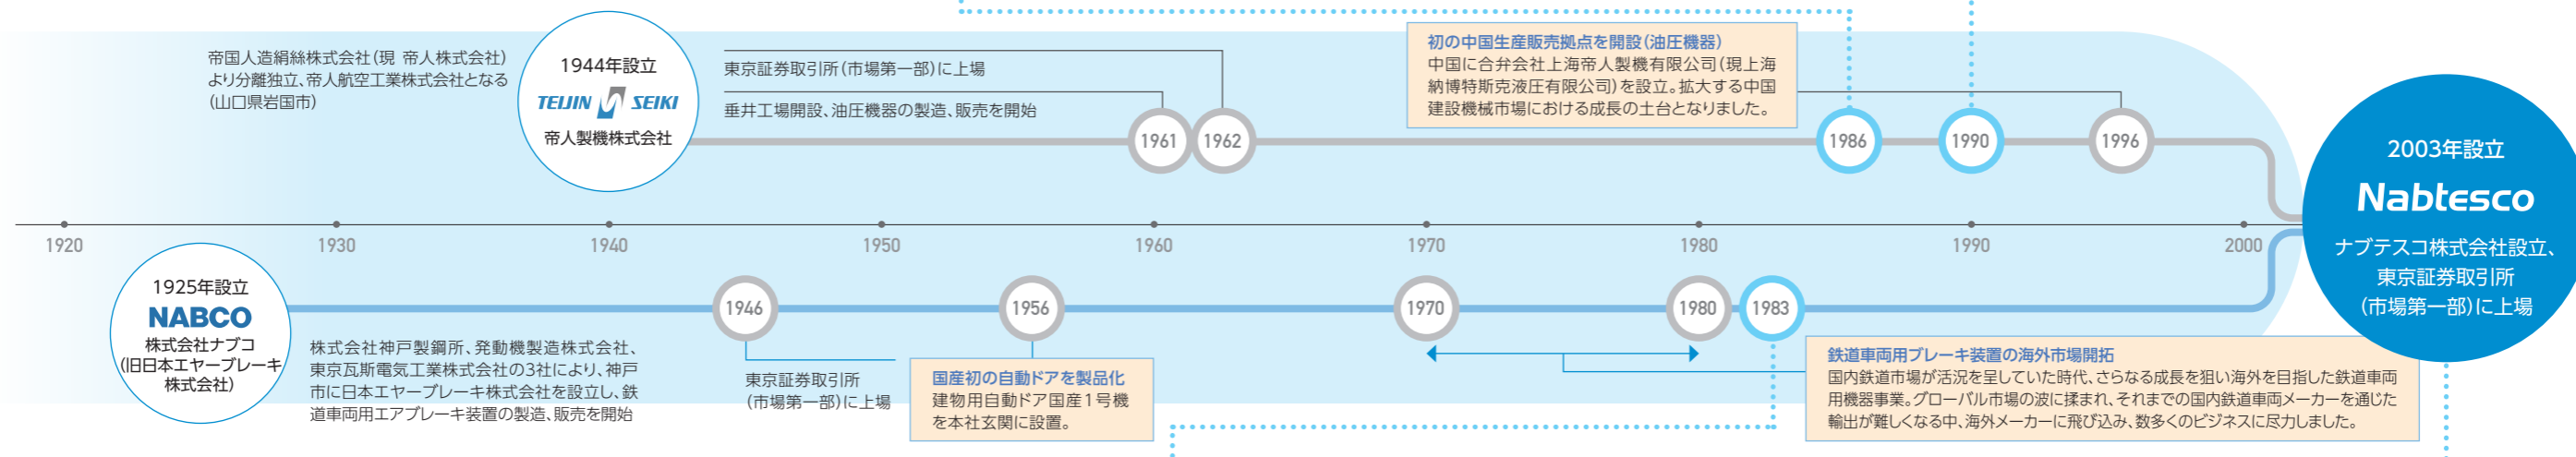 帝国人造絹絲株式会社(現 帝人株式会社)
より分離独立、帝人航空工業株式会社となる
(山口県岩国市)
1944年設立
TEIJIN SEIKI
帝人製機株式会社
東京証券取引所(市場第一部)に上場
垂井工場開設、油圧機器の製造、販売を開始
初の中国生産販売拠点を開設(油圧機器)
中国に合弁会社上海帝人製機有限公司(現上海
納博特斯克液圧有限公司)を設立。拡大する中国
建設機械市場における成長の土台となりました。
1961
1962
1986
1990
1996
2003年設立
Nabtesco
ナブテスコ株式会社設立、
東京証券取引所
(市場第一部)に上場
1920
1930
1940
1950
1960
1970
1980
1990
2000
1925年設立
NABCO
株式会社ナブコ
(旧日本エヤーブレーキ
株式会社)
株式会社神戸製鋼所、発動機製造株式会社、
東京瓦斯電気工業株式会社の3社により、神戸
市に日本エヤーブレーキ株式会社を設立し、鉄
道車両用エアブレーキ装置の製造、販売を開始
1946
1956
1970
1980
1983
東京証券取引所
(市場第一部)に上場
国産初の自動ドアを製品化
建物用自動ドア国産1号機
を本社玄関に設置。
鉄道車両用ブレーキ装置の海外市場開拓
国内鉄道市場が活況を呈していた時代、さらなる成長を狙い海外を目指した鉄道車両
用機器事業。グローバル市場の波に揉まれ、それまでの国内鉄道車両メーカーを通じた
輸出が難しくなる中、海外メーカーに飛び込み、数多くのビジネスに尽力しました。